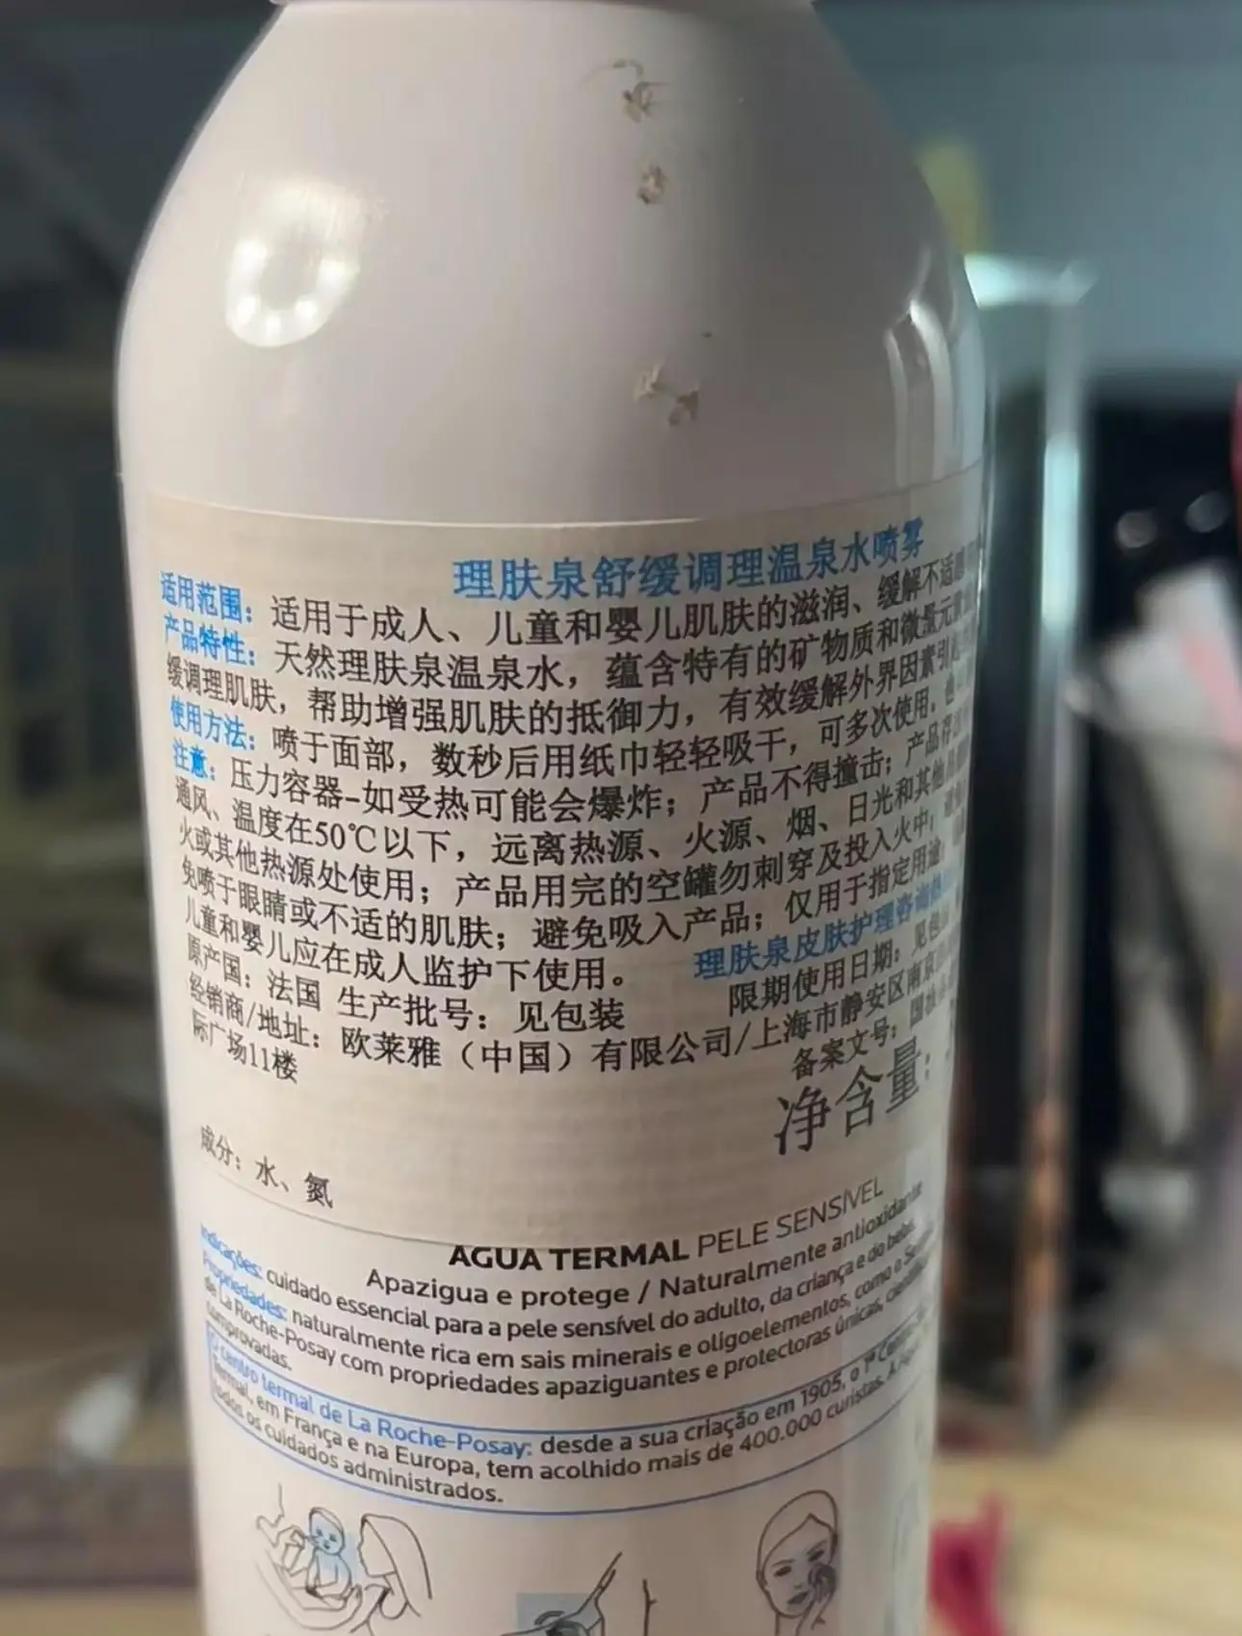 理肤泉舒缓调理温泉水喷雾
适用范围：适用于成人、儿童和婴儿肌肤的滋润、缓解不适
产品特性：天然理肤泉温泉水，蕴含特有的矿物质和微量元素
缓调理肌肤，帮助增强肌肤的抵御力，有效缓解外界因素引起
使用方法：喷于面部，数秒后用纸巾轻轻吸干，可多次使用。
注意：压力容器-如受热可能会爆炸；产品不得撞击；产品存
通风、温度在50℃以下，远离热源、火源、烟、日光和其他
火或其他热源处使用；产品用完的空罐勿刺穿及投入火中；
免喷于眼睛或不适的肌肤；避免吸入产品；仅用于指定用途
儿童和婴儿应在成人监护下使用。 理肤泉皮肤护理咨询
原产国：法国 生产批号：见包装 限期使用日期：见包
经销商/地址：欧莱雅（中国）有限公司/上海市静安区南京
际广场11楼 备案文号：国妆
净含量：
成分：水、氮
ÁGUA TERMAL PELE SENSÍVEL
Apazigua e protege / Naturalmente antioxidante
Indicações: cuidado essencial para a pele sensível do adulto, da criança e do bebé.
Propriedades: naturalmente rica em sais minerais e oligoelementos, como o
de La Roche-Posay com propriedades apaziguantes e protectoras únicas,
comprovadas.
O centro termal de La Roche-Posay: desde a sua criação em 1905, o 1º
Termal, em França e na Europa, tem acolhido mais de 400.000 curistas.
todos os cuidados administrados.